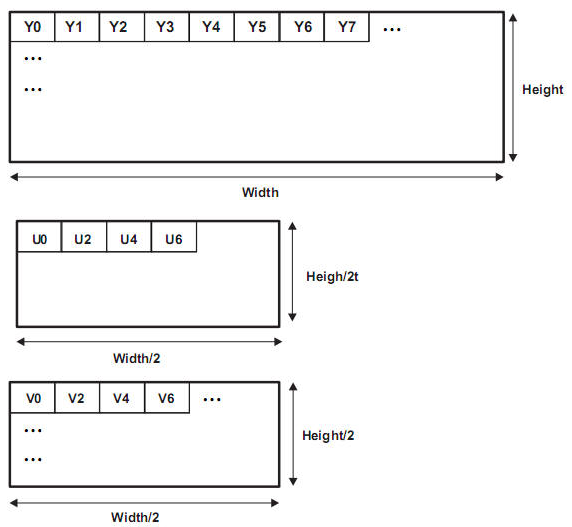 Y0 Y1 Y2 Y3 Y4 Y5 Y6 Y7 ...
...
...
Height
Width
U0 U2 U4 U6
Heigh/2t
Width/2
V0 V2 V4 V6 ...
...
...
Height/2
Width/2